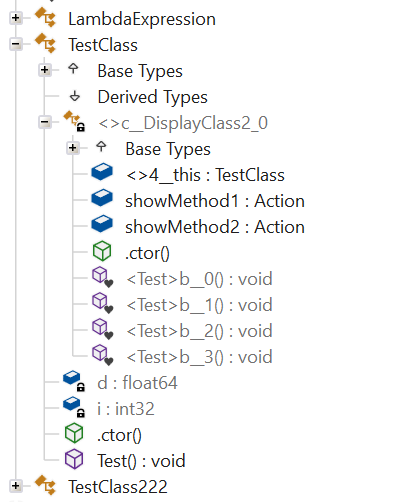 LambdaExpression
TestClass
Base Types
Derived Types
<>c__DisplayClass2_0
Base Types
<>4__this : TestClass
showMethod1 : Action
showMethod2 : Action
.ctor()
<Test>b__0() : void
<Test>b__1() : void
<Test>b__2() : void
<Test>b__3() : void
d : float64
i : int32
.ctor()
Test() : void
TestClass222